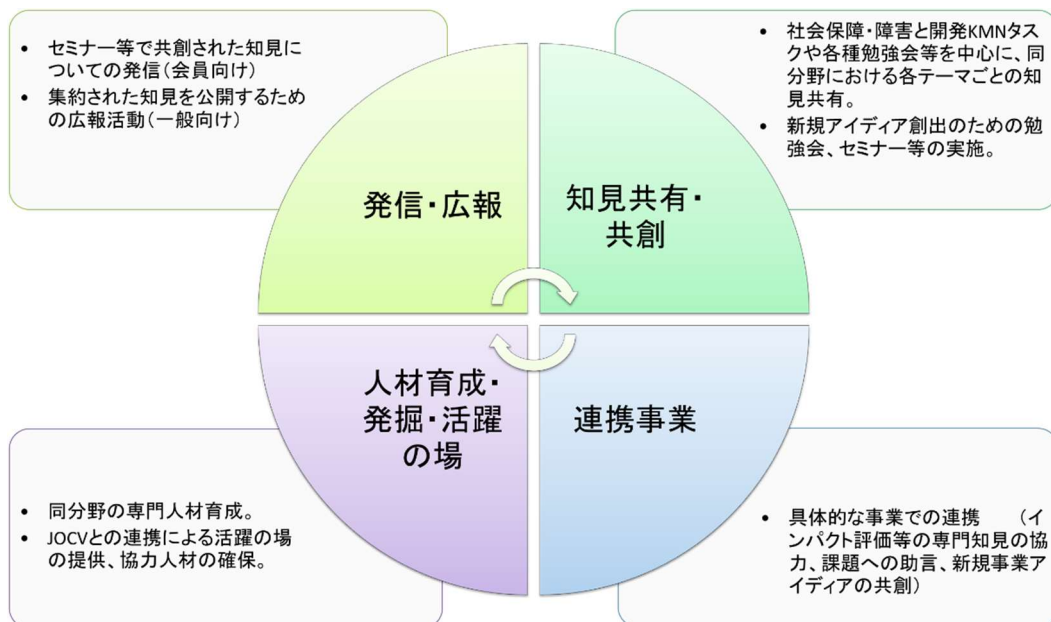 • セミナー等で共創された知見に
ついての発信（会員向け）
• 集約された知見を公開するため
の広報活動（一般向け）
• 社会保障・障害と開発KMNタス
クや各種勉強会等を中心に、同
分野における各テーマごとの知
見共有。
• 新規アイディア創出のための勉
強会、セミナー等の実施。
発信・広報
知見共有・
共創
人材育成・
発掘・活躍
の場
連携事業
• 同分野の専門人材育成。
• JOCVとの連携による活躍の場
の提供、協力人材の確保。
• 具体的な事業での連携　（イ
ンパクト評価等の専門知見の協
力、課題への助言、新規事業ア
イディアの共創）